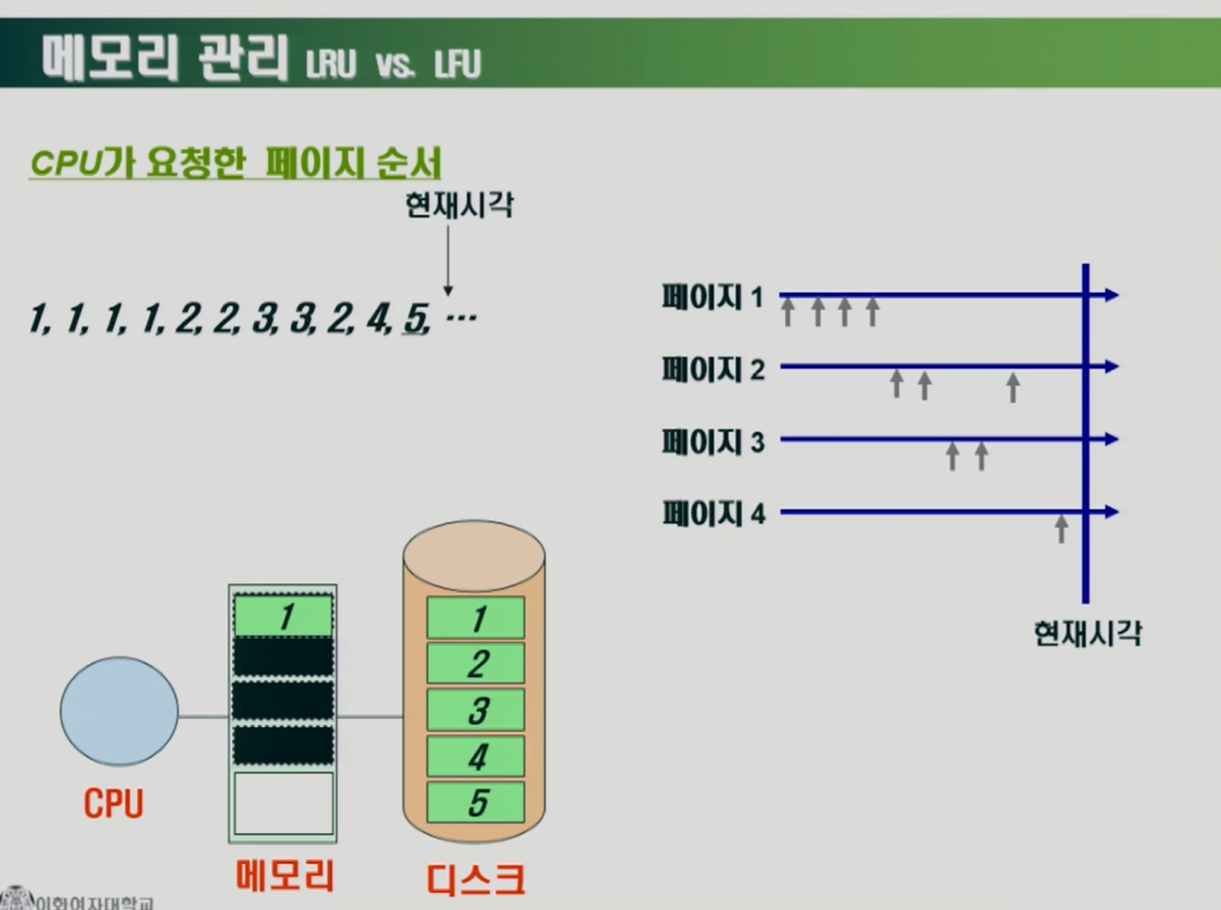 메모리 관리 LRU vs. LFU
CPU가 요청한 페이지 순서
현재시각
1, 1, 1, 1, 2, 2, 3, 3, 2, 4, 5, ···
페이지 1
페이지 2
페이지 3
페이지 4
현재시각
1
1
2
3
4
5
CPU
메모리
디스크
이화여자대학교